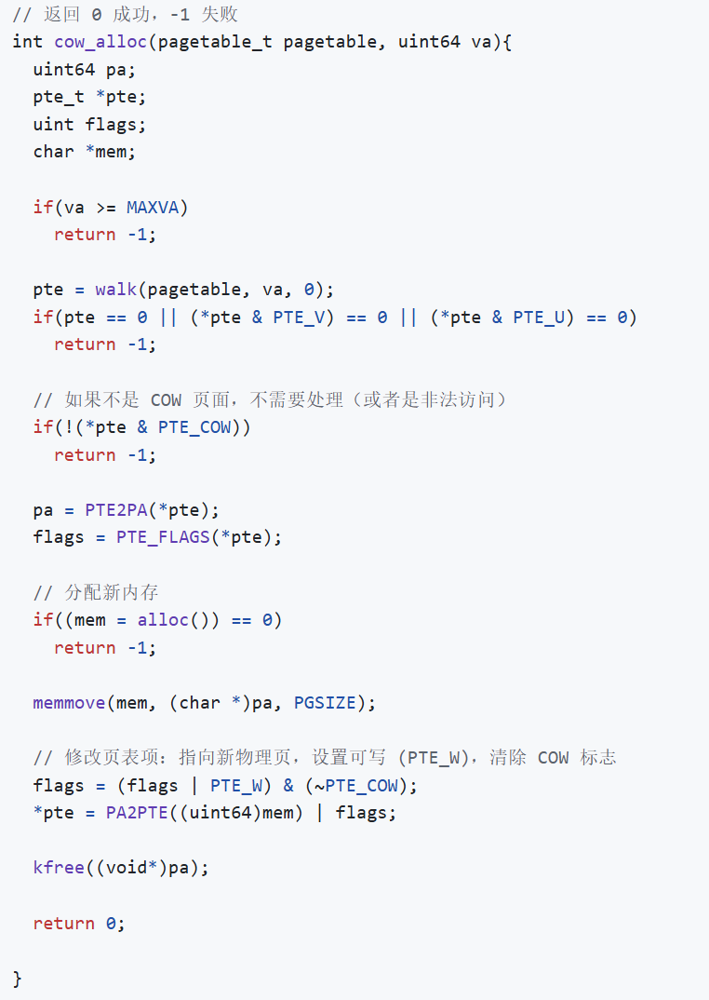 // 返回 0 成功，-1 失败
int cow_alloc(pagetable_t pagetable, uint64 va){
  uint64 pa;
  pte_t *pte;
  uint flags;
  char *mem;

  if(va >= MAXVA)
    return -1;

  pte = walk(pagetable, va, 0);
  if(pte == 0 || (*pte & PTE_V) == 0 || (*pte & PTE_U) == 0)
    return -1;

  // 如果不是 COW 页面，不需要处理（或者是非法访问）
  if(!(*pte & PTE_COW))
    return -1;

  pa = PTE2PA(*pte);
  flags = PTE_FLAGS(*pte);

  // 分配新内存
  if((mem = alloc()) == 0)
    return -1;

  memmove(mem, (char *)pa, PGSIZE);

  // 修改页表项：指向新物理页，设置可写 (PTE_W)，清除 COW 标志
  flags = (flags | PTE_W) & (~PTE_COW);
  *pte = PA2PTE((uint64)mem) | flags;

  kfree((void*)pa);

  return 0;

}